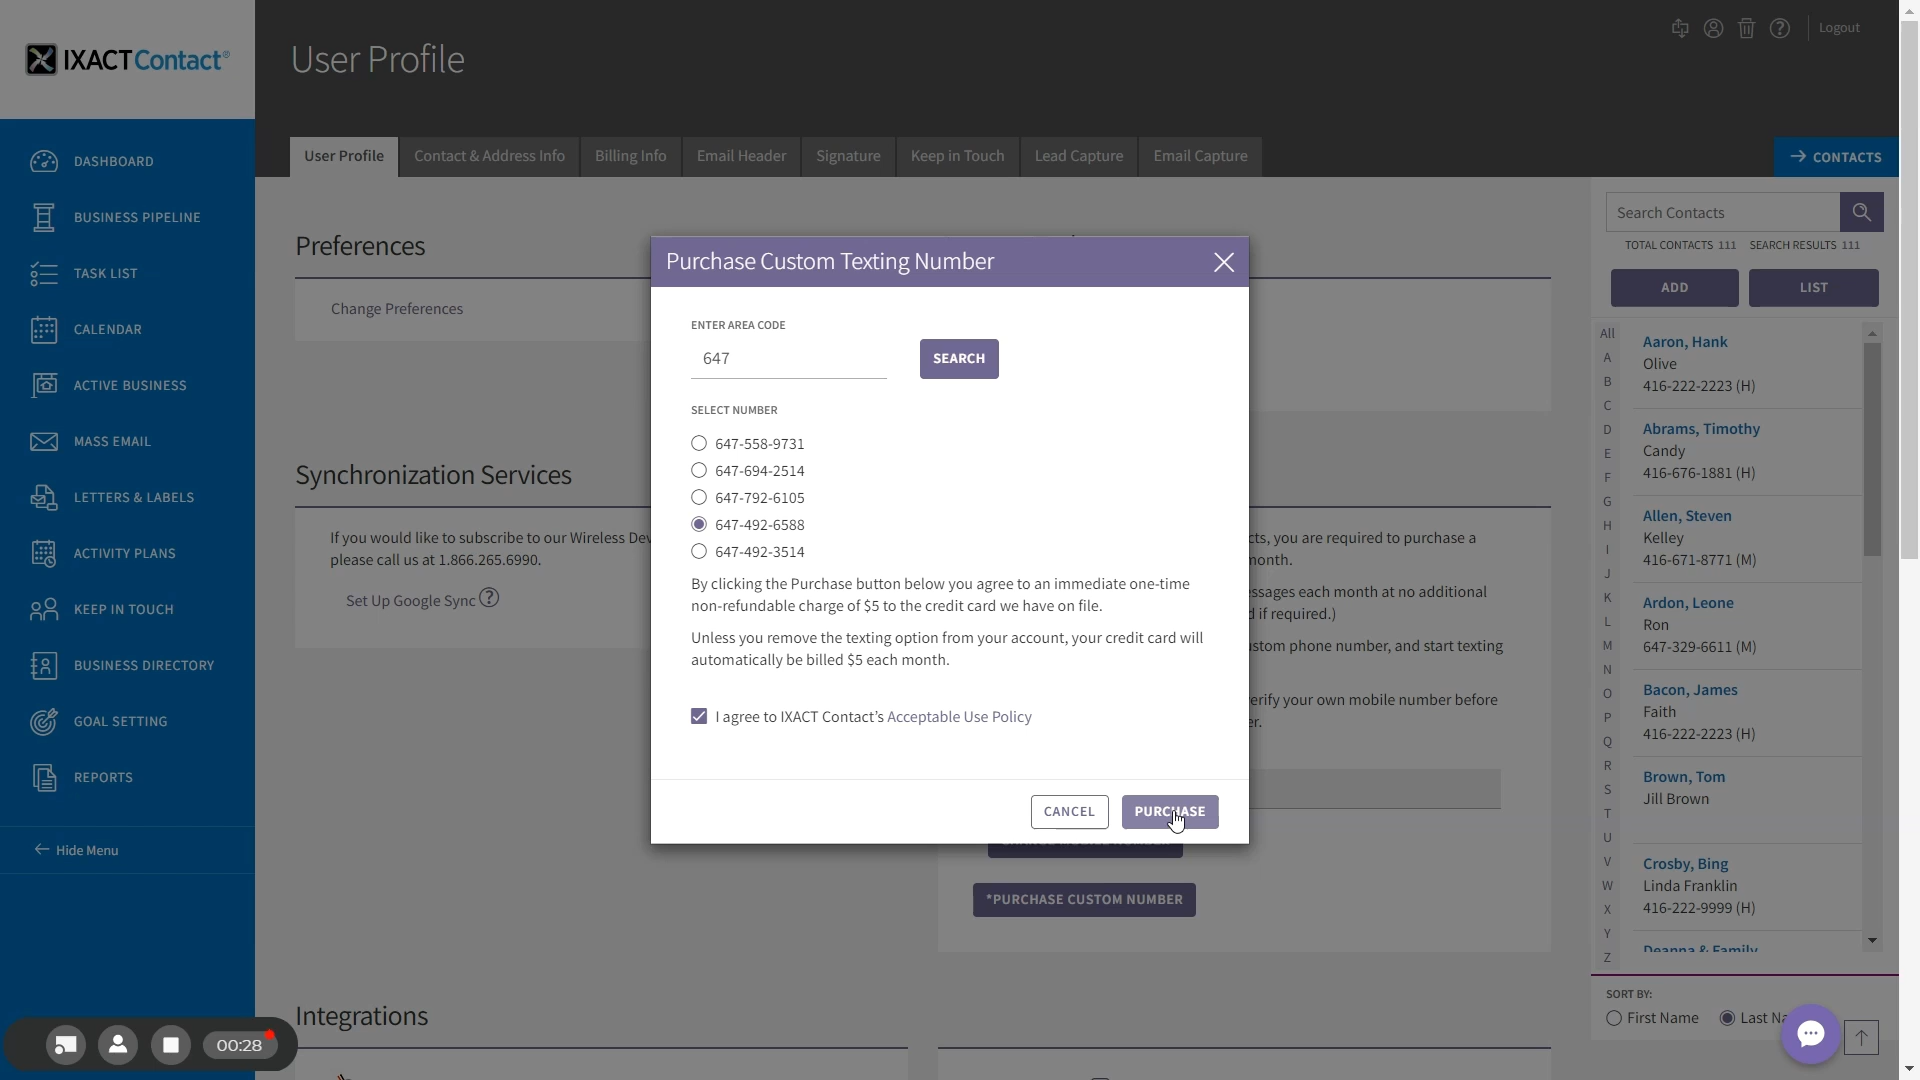 IXACTContact®
DASHBOARD
BUSINESS PIPELINE
TASK LIST
CALENDAR
ACTIVE BUSINESS
MASS EMAIL
LETTERS & LABELS
ACTIVITY PLANS
KEEP IN TOUCH
BUSINESS DIRECTORY
GOAL SETTING
REPORTS
Hide Menu
00:28
User Profile
Logout
User Profile
Contact & Address Info
Billing Info
Email Header
Signature
Keep in Touch
Lead Capture
Email Capture
CONTACTS
Preferences
Change Preferences
Synchronization Services
If you would like to subscribe to our Wireless Dev
please call us at 1.866.265.6990.
Set Up Google Sync
Integrations
Purchase Custom Texting Number
ENTER AREA CODE
647
SEARCH
SELECT NUMBER
647-558-9731
647-694-2514
647-792-6105
647-492-6588
647-492-3514
By clicking the Purchase button below you agree to an immediate one-time
non-refundable charge of $5 to the credit card we have on file.
Unless you remove the texting option from your account, your credit card will
automatically be billed $5 each month.
I agree to IXACT Contact's Acceptable Use Policy
CANCEL
PURCHASE
cts, you are required to purchase a
month.
ssages each month at no additional
d if required.)
ustom phone number, and start texting
verify your own mobile number before
er.
*PURCHASE CUSTOM NUMBER
Search Contacts
TOTAL CONTACTS 111 SEARCH RESULTS 111
ADD
LIST
All
A
B
C
D
E
F
G
H
I
J
K
L
M
N
O
P
Q
R
S
T
U
V
W
X
Y
Z
Aaron, Hank
Olive
416-222-2223 (H)
Abrams, Timothy
Candy
416-676-1881 (H)
Allen, Steven
Kelley
416-671-8771 (M)
Ardon, Leone
Ron
647-329-6611 (M)
Bacon, James
Faith
416-222-2223 (H)
Brown, Tom
Jill Brown
Crosby, Bing
Linda Franklin
416-222-9999 (H)
Deanna & Family
SORT BY:
First Name
Last Na